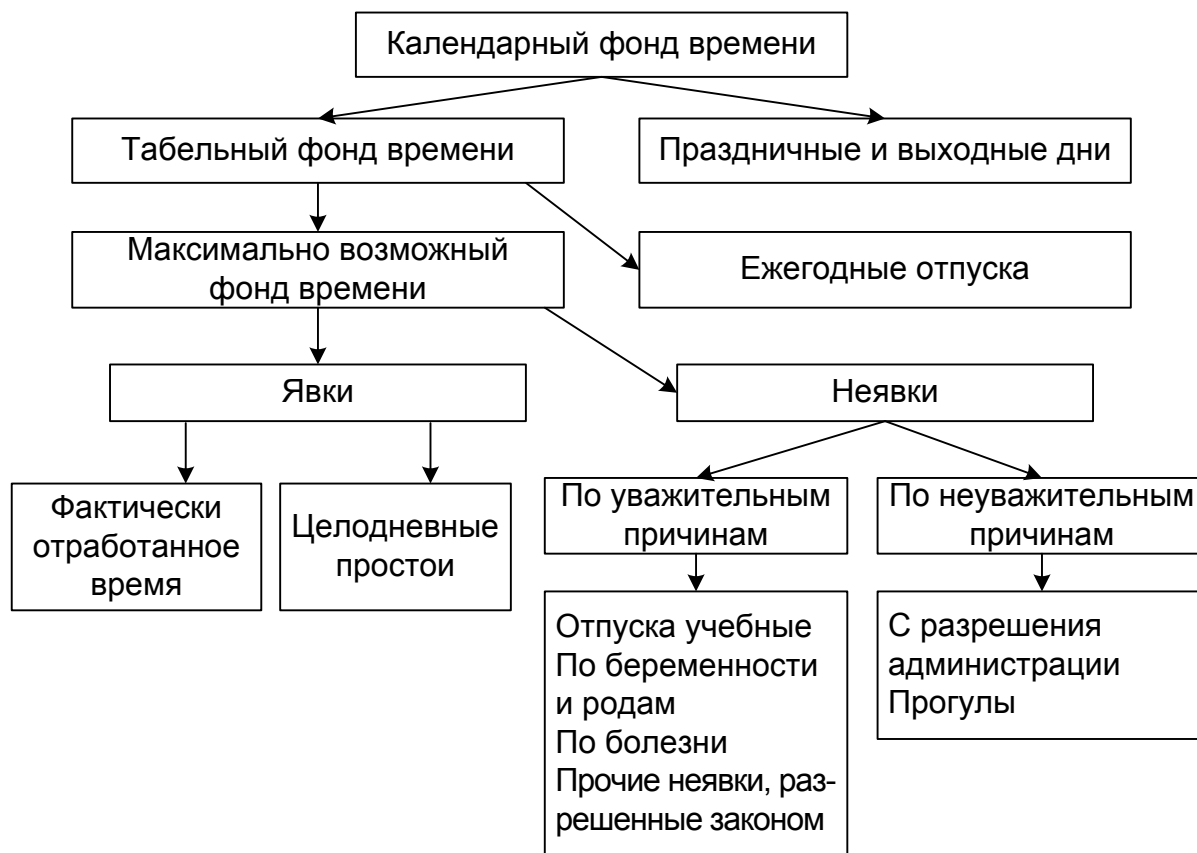 Календарный фонд времени
Табельный фонд времени
Праздничные и выходные дни
Максимально возможный
фонд времени
Ежегодные отпуска
Явки
Неявки
Фактически
отработанное
время
Целодневные
простои
По уважительным
причинам
По неуважительным
причинам
Отпуска учебные
По беременности
и родам
По болезни
Прочие неявки, раз-
решенные законом
С разрешения
администрации
Прогулы